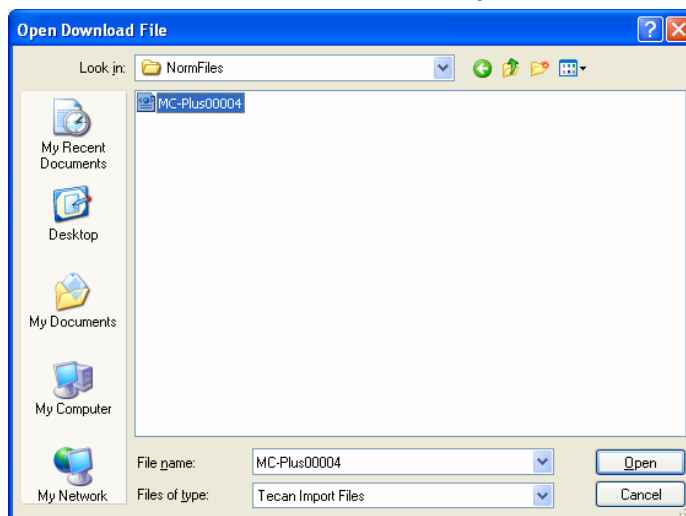 Open Download File
Look in: NormFiles
MC-Plus00004
My Recent
Documents
Desktop
My Documents
My Computer
My Network
File name: MC-Plus00004 Open
Files of type: Tecan Import Files Cancel